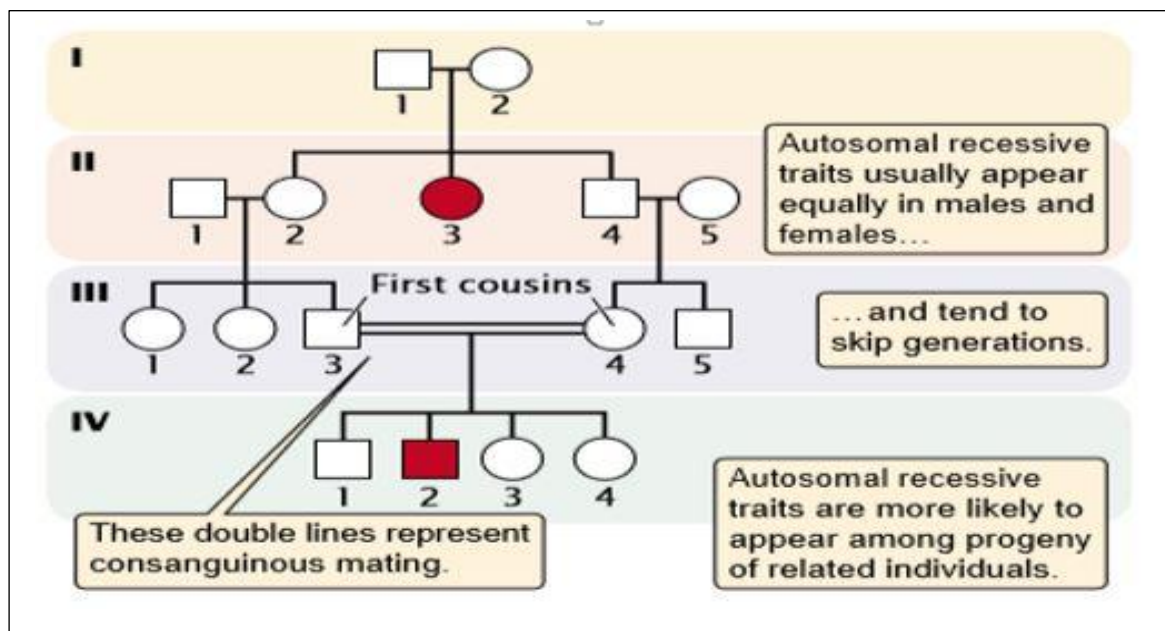 I
1 2
Autosomal recessive
traits usually appear
equally in males and
females...
II
1 2 3 4 5
III
First cousins
1 2 3 4 5
...and tend to
skip generations.
IV
1 2 3 4
These double lines represent
consanguinous mating.
Autosomal recessive
traits are more likely to
appear among progeny
of related individuals.